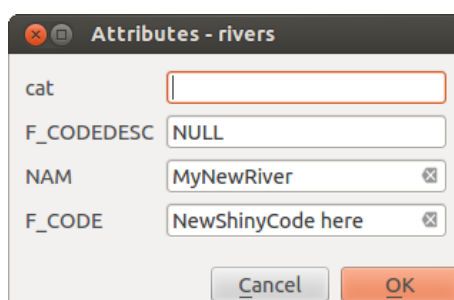 Attributes - rivers
cat
F_CODEDESC NULL
NAM MyNewRiver
F_CODE NewShinyCode here
Cancel OK